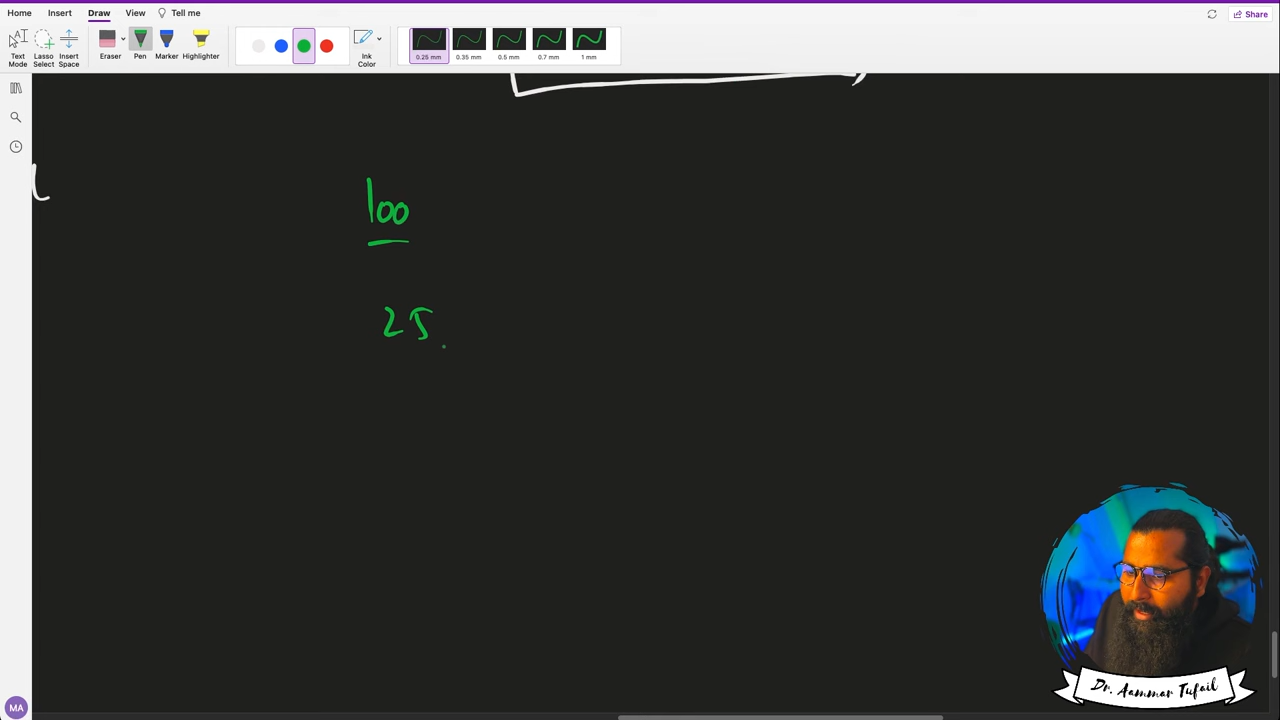 Home Insert Draw View Tell me Share
Text Mode Lasso Select Insert Space Eraser Pen Marker Highlighter Ink Color 0.25 mm 0.35 mm 0.5 mm 0.7 mm 1 mm
100
25
Dr. Aammar Tufail
MA